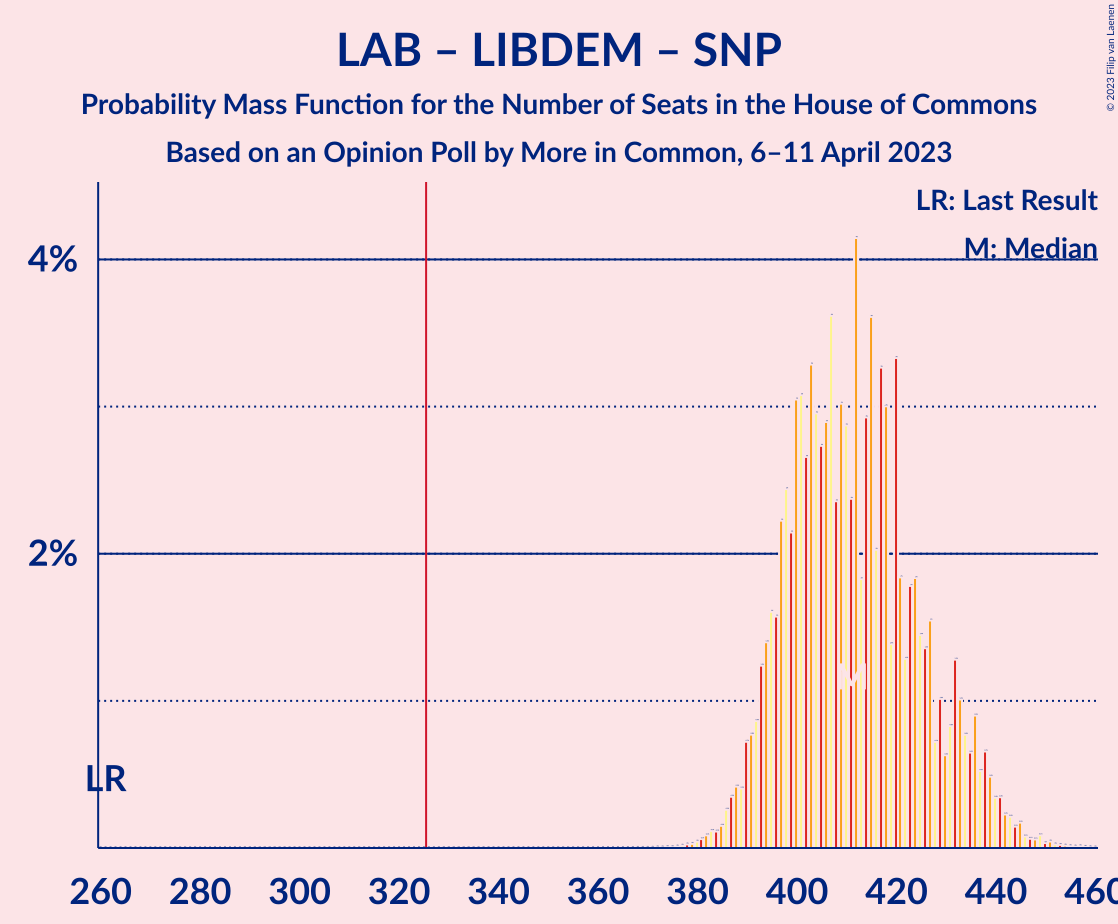 LAB – LIBDEM – SNP
Probability Mass Function for the Number of Seats in the House of Commons
Based on an Opinion Poll by More in Common, 6–11 April 2023
© 2023 Filip van Laenen
LR: Last Result
M: Median
4%
2%
M
LR
260 280 300 320 340 360 380 400 420 440 460